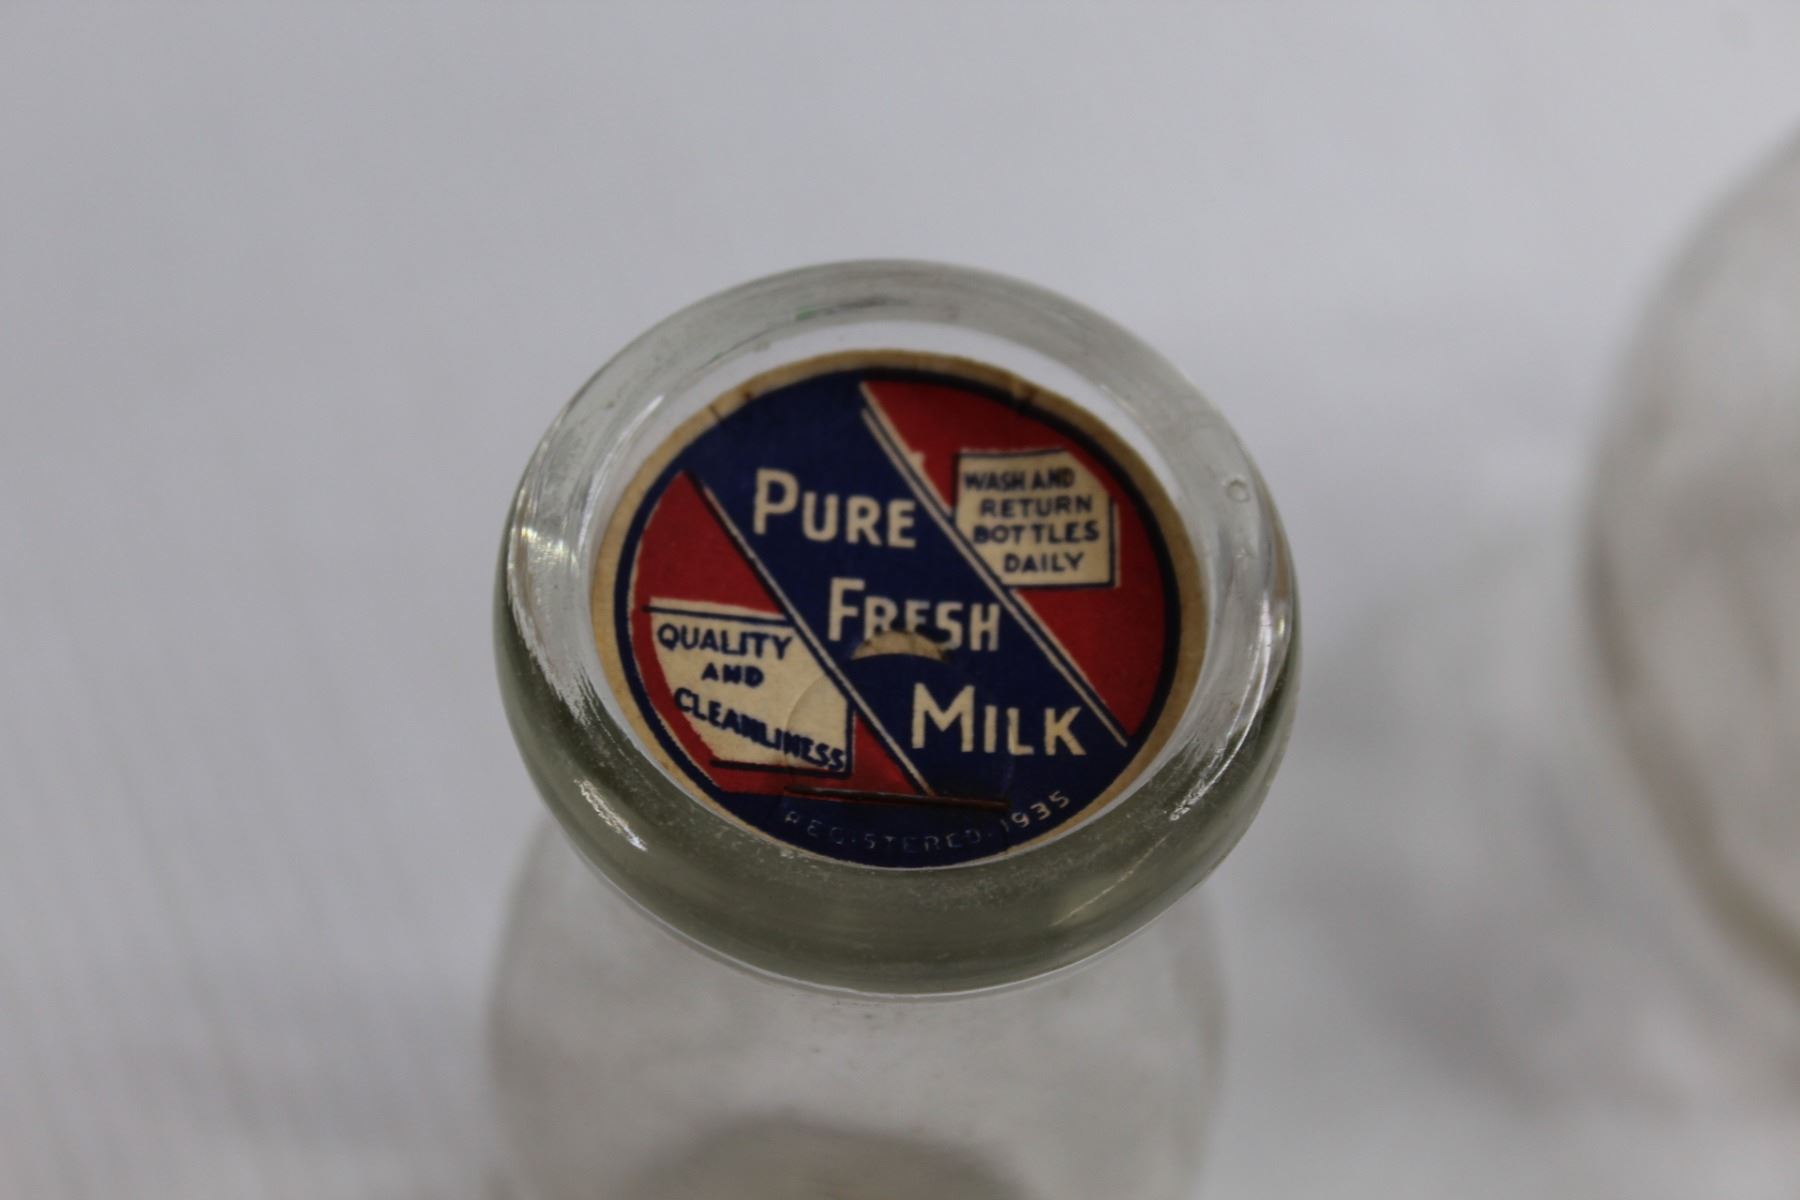 PURE
FRESH
MILK
WASH AND
RETURN
BOTTLES
DAILY
QUALITY
AND
CLEANLINESS
REGISTERED. 1935